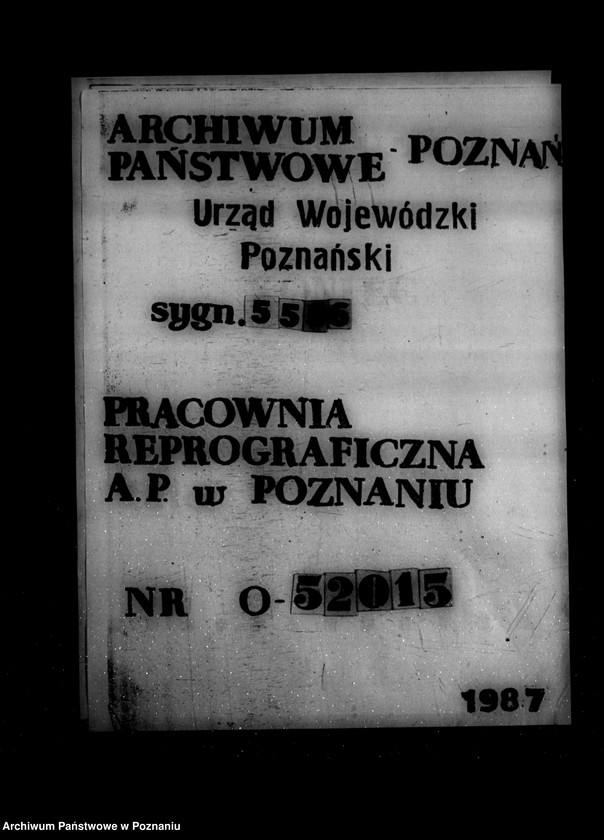 ARCHIWUM
PAŃSTWOWE - POZNAŃ
Urząd Wojewódzki
Poznański
sygn.
PRACOWNIA
REPROGRAFICZNA
A.P. w POZNANIU
NR O-52015
1987
Archiwum Państwowe w Poznaniu